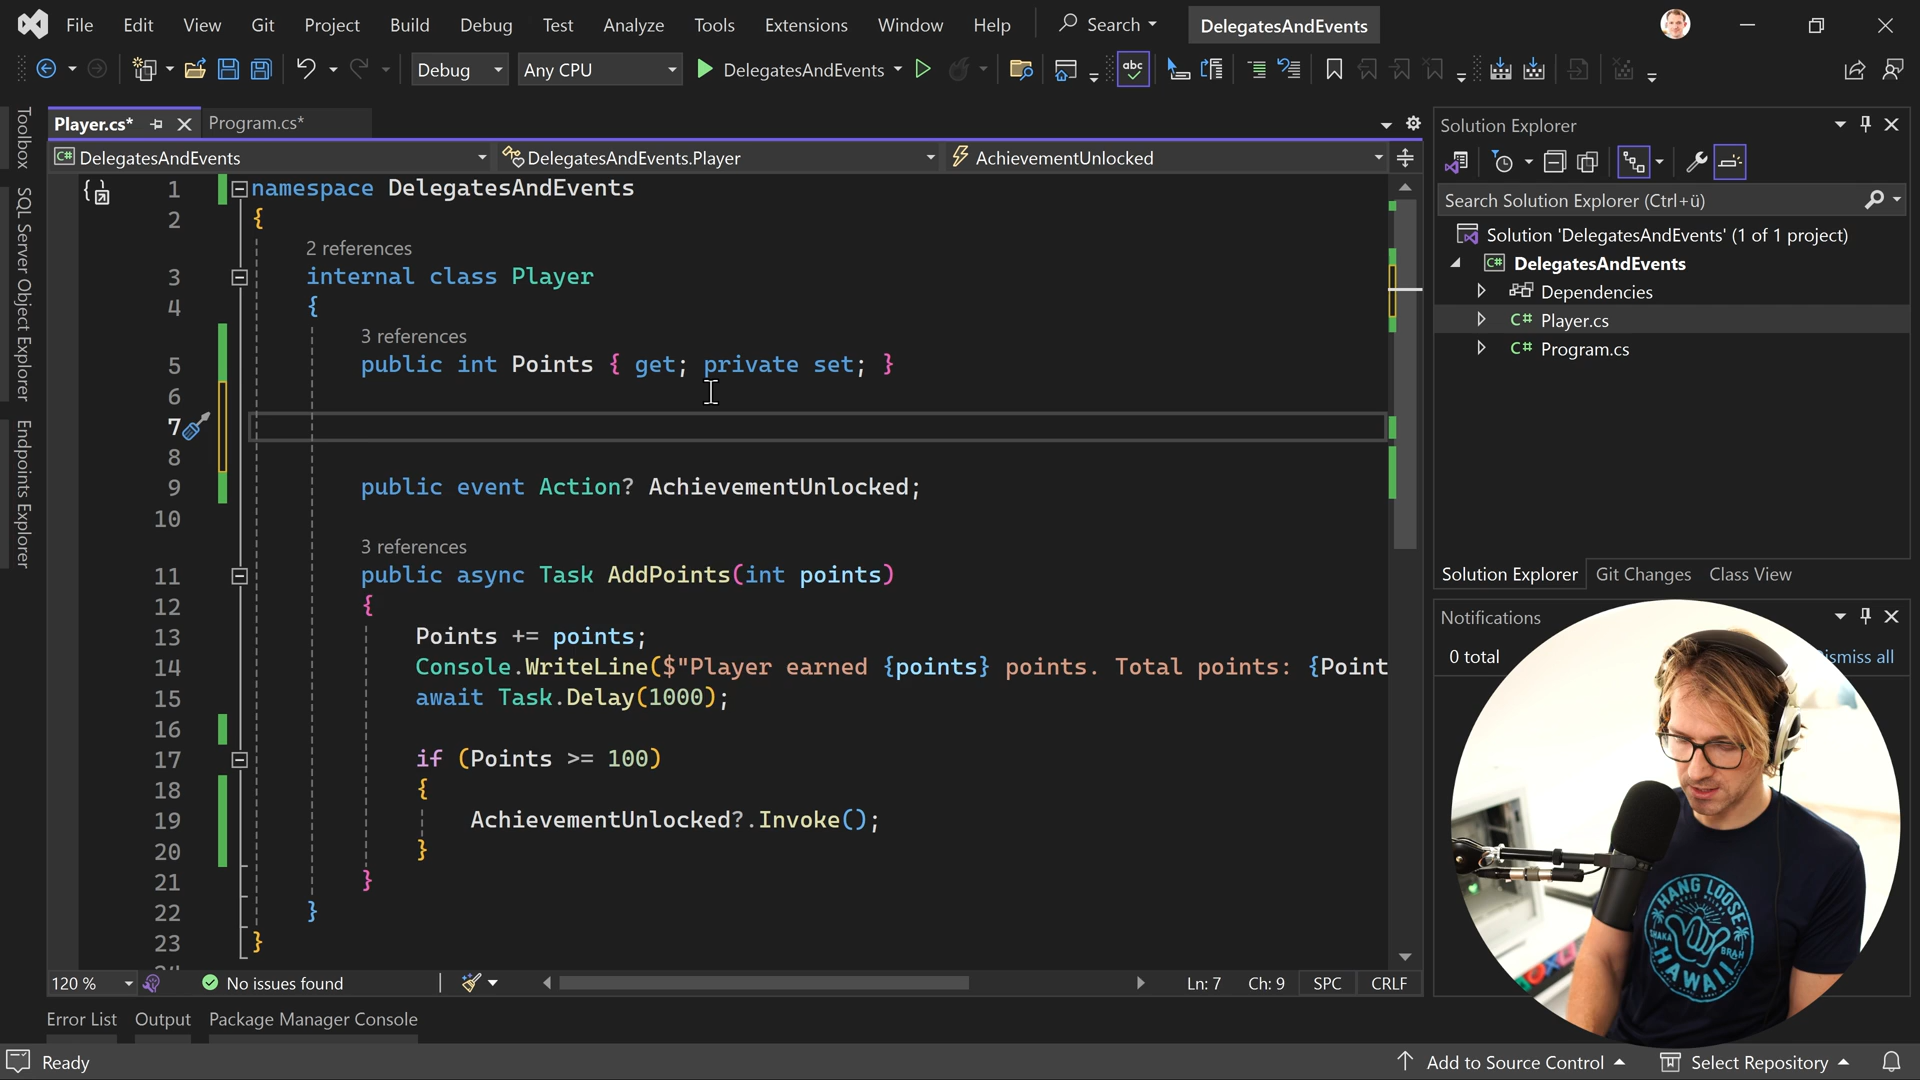 File Edit View Git Project Build Debug Test Analyze Tools Extensions Window Help Search DelegatesAndEvents
Debug Any CPU DelegatesAndEvents abc
Toolbox
SQL Server Object Explorer
Endpoints Explorer
Player.cs* Program.cs*
C# DelegatesAndEvents DelegatesAndEvents.Player AchievementUnlocked
1 namespace DelegatesAndEvents
2 {
2 references
3 internal class Player
4 {
3 references
5 public int Points { get; private set; }
6
7
8
9 public event Action? AchievementUnlocked;
10
3 references
11 public async Task AddPoints(int points)
12 {
13 Points += points;
14 Console.WriteLine($"Player earned {points} points. Total points: {Point
15 await Task.Delay(1000);
16
17 if (Points >= 100)
18 {
19 AchievementUnlocked?.Invoke();
20 }
21 }
22 }
23 }
120 % No issues found Ln: 7 Ch: 9 SPC CRLF
Error List Output Package Manager Console
Ready Add to Source Control Select Repository
Solution Explorer
Search Solution Explorer (Ctrl+ü)
Solution 'DelegatesAndEvents' (1 of 1 project)
C# DelegatesAndEvents
Dependencies
C# Player.cs
C# Program.cs
Solution Explorer Git Changes Class View
Notifications
0 total ismiss all
HANG LOOSE
SHAKA BRAH
HAWAII